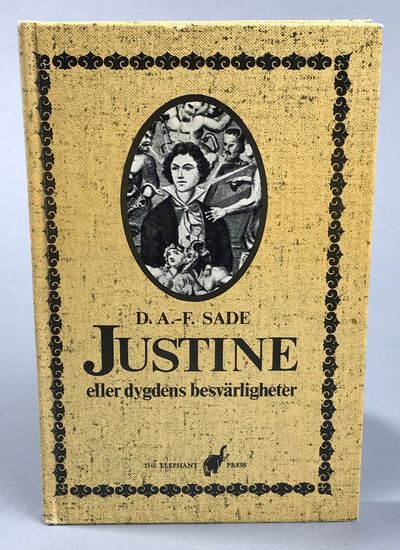 D. A.-F. SADE
JUSTINE
eller dygdens besvärligheter
THE ELEPHANT PRESS